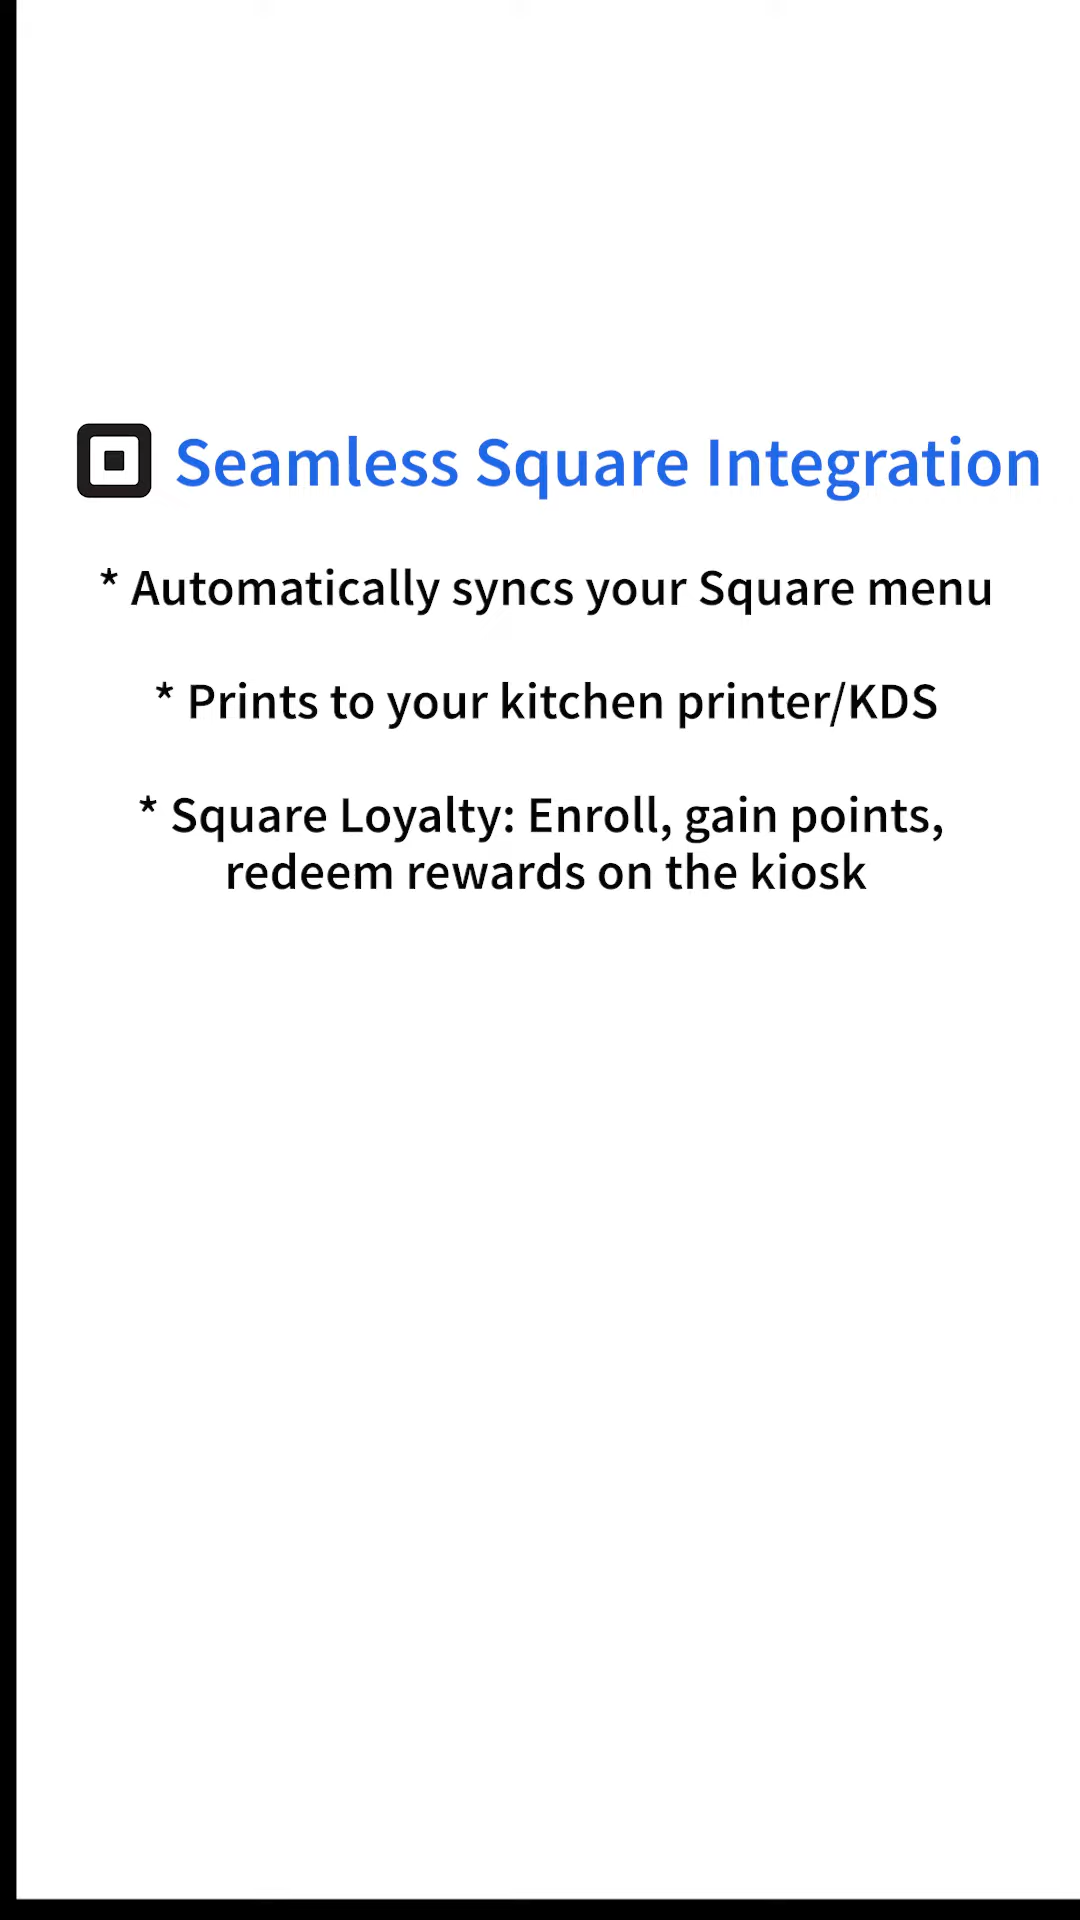 Seamless Square Integration
* Automatically syncs your Square menu
* Prints to your kitchen printer/KDS
* Square Loyalty: Enroll, gain points,
redeem rewards on the kiosk